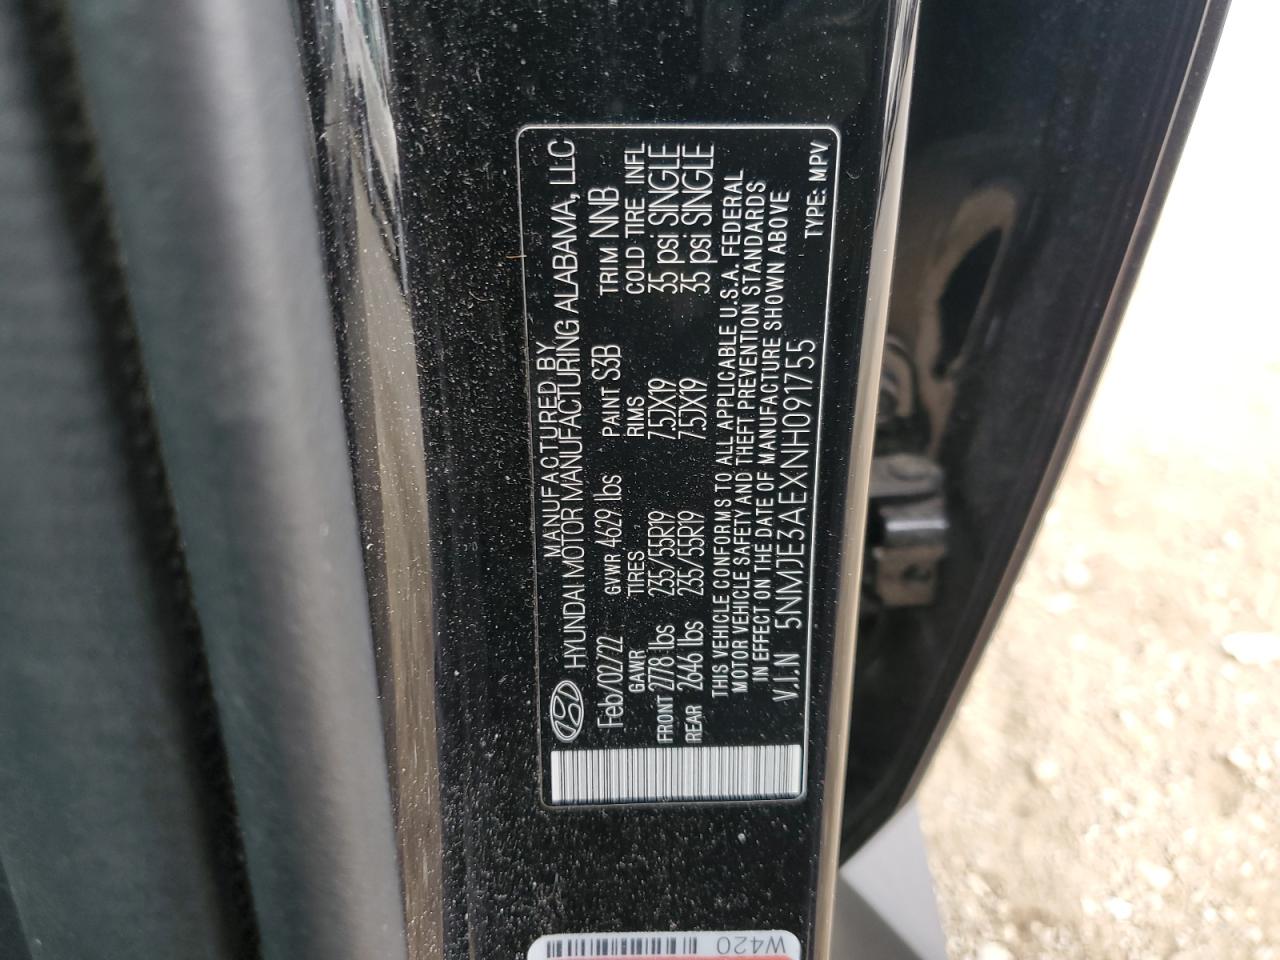 MANUFACTURED BY
HYUNDAI MOTOR MANUFACTURING ALABAMA, LLC
Feb/02/22 GVWR 4629 lbs PAINT S3B TRIM NNB
GAWR TIRES RIMS COLD TIRE INFL
FRONT 2778 lbs 235/55R19 7.5JX19 35 psi SINGLE
REAR 2646 lbs 235/55R19 7.5JX19 35 psi SINGLE
THIS VEHICLE CONFORMS TO ALL APPLICABLE U.S.A. FEDERAL
MOTOR VEHICLE SAFETY AND THEFT PREVENTION STANDARDS
IN EFFECT ON THE DATE OF MANUFACTURE SHOWN ABOVE
V.I.N 5NMJE3AEXNH091755 TYPE: MPV
W420